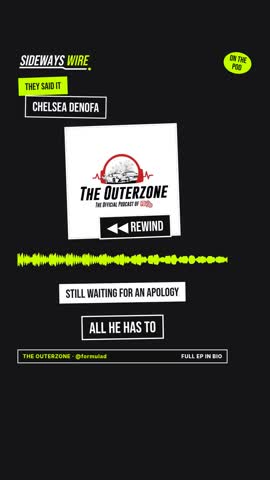 SIDEWAYS WIRE
ON THE
POD
THEY SAID IT
CHELSEA DENOFA
THE OUTERZONE
THE OFFICIAL PODCAST OF
REWIND
STILL WAITING FOR AN APOLOGY
ALL HE HAS TO
THE OUTERZONE · @formulad
FULL EP IN BIO